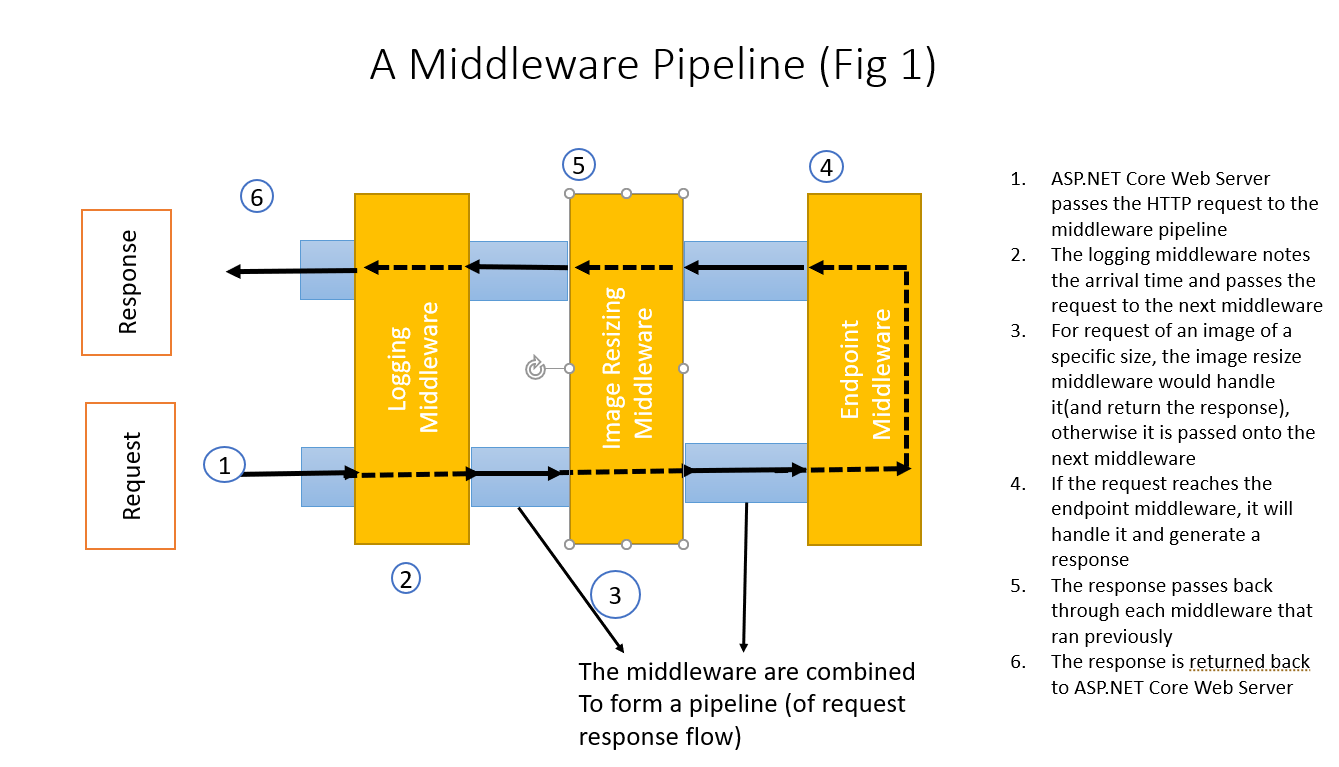 A Middleware Pipeline (Fig 1)
6
5
4
Response
Request
Logging
Middleware
Image Resizing
Middleware
Endpoint
Middleware
1
2
3
The middleware are combined
To form a pipeline (of request
response flow)
1. ASP.NET Core Web Server
passes the HTTP request to the
middleware pipeline
2. The logging middleware notes
the arrival time and passes the
request to the next middleware
3. For request of an image of a
specific size, the image resize
middleware would handle
it(and return the response),
otherwise it is passed onto the
next middleware
4. If the request reaches the
endpoint middleware, it will
handle it and generate a
response
5. The response passes back
through each middleware that
ran previously
6. The response is returned back
to ASP.NET Core Web Server